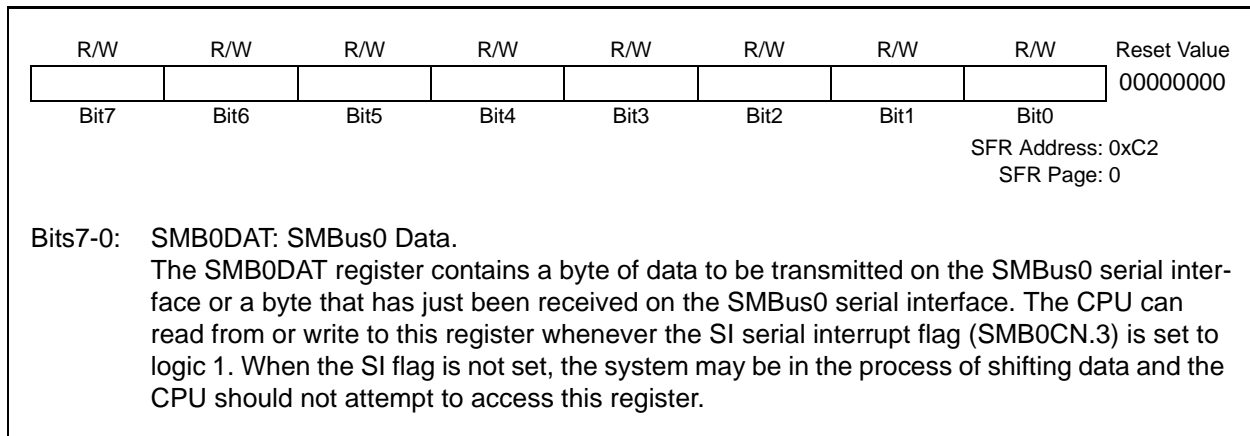 R/W R/W R/W R/W R/W R/W R/W R/W Reset Value
00000000
Bit7 Bit6 Bit5 Bit4 Bit3 Bit2 Bit1 Bit0
SFR Address: 0xC2
SFR Page: 0
Bits7-0: SMB0DAT: SMBus0 Data.
The SMB0DAT register contains a byte of data to be transmitted on the SMBus0 serial inter-
face or a byte that has just been received on the SMBus0 serial interface. The CPU can
read from or write to this register whenever the SI serial interrupt flag (SMB0CN.3) is set to
logic 1. When the SI flag is not set, the system may be in the process of shifting data and the
CPU should not attempt to access this register.